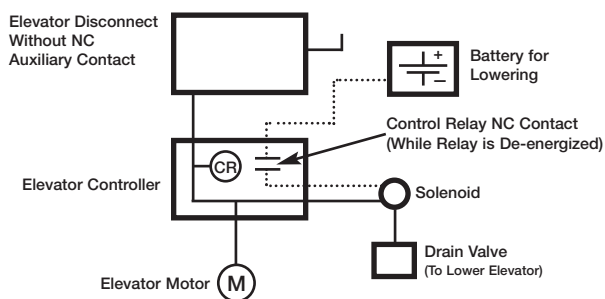 Elevator Disconnect
Without NC
Auxiliary Contact
+
–
Battery for
Lowering
Control Relay NC Contact
(While Relay is De-energized)
CR
Elevator Controller
Solenoid
Drain Valve
(To Lower Elevator)
Elevator Motor
M